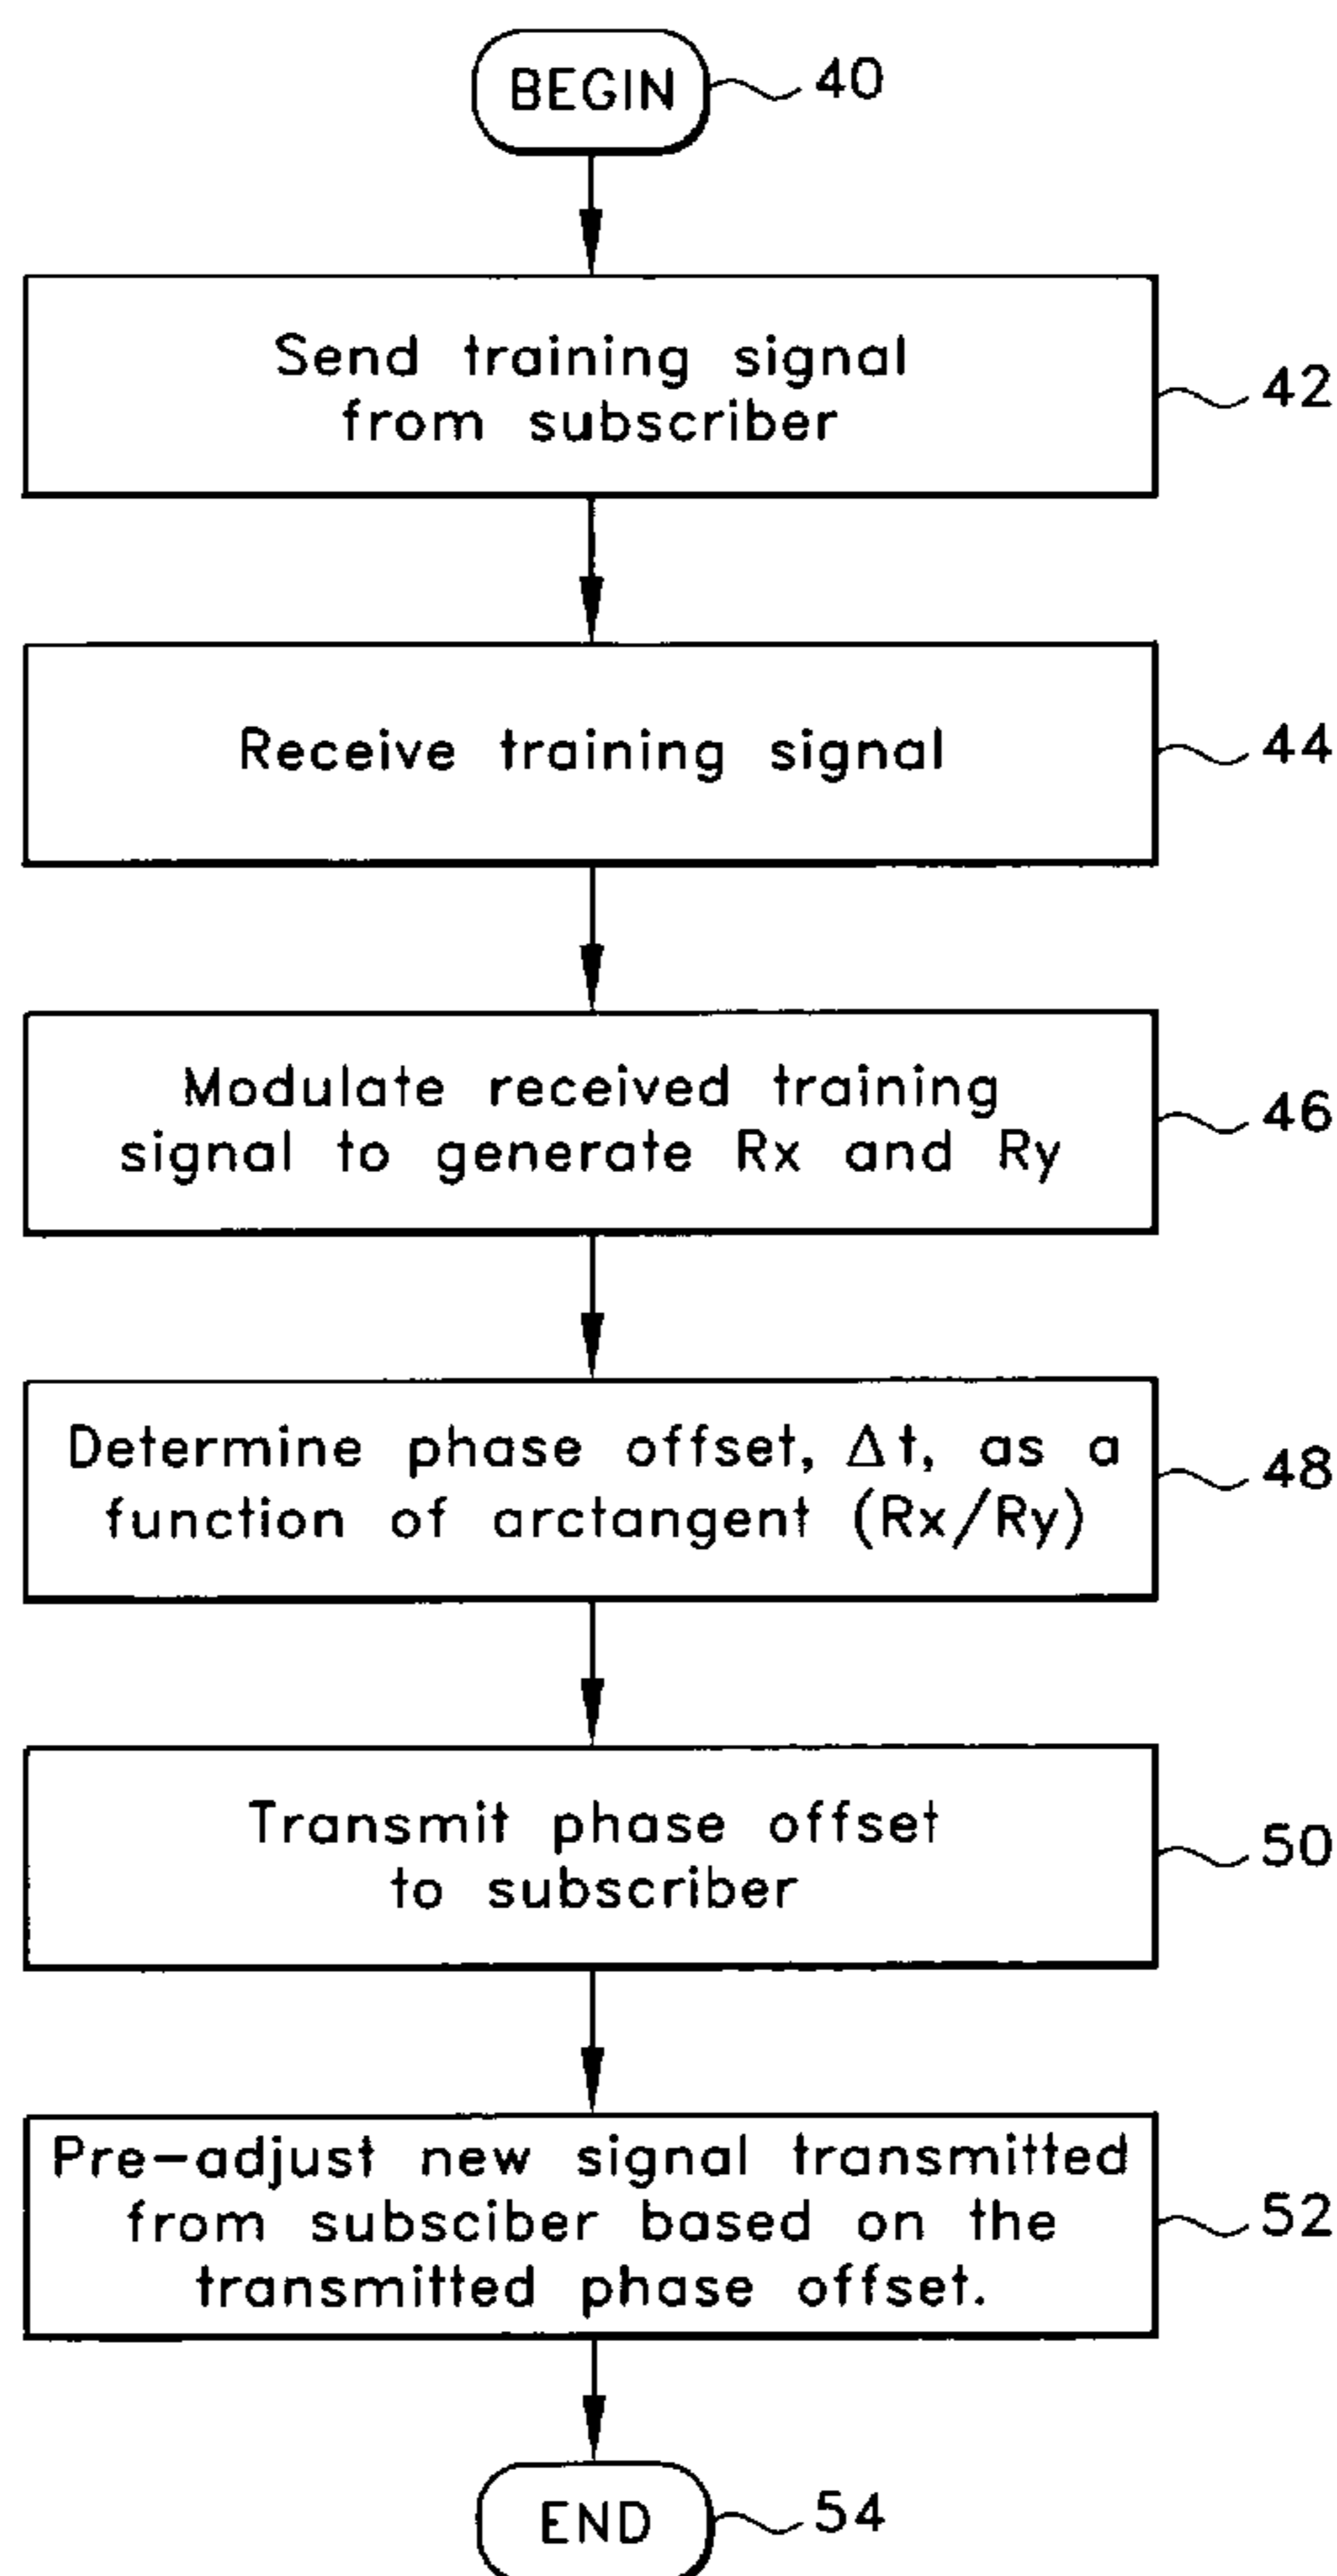 BEGIN 40
Send training signal
from subscriber
42
Receive training signal 44
Modulate received training
signal to generate Rx and Ry
46
Determine phase offset, Δt, as a
function of arctangent (Rx/Ry)
48
Transmit phase offset
to subscriber
50
Pre-adjust new signal transmitted
from subsciber based on the
transmitted phase offset.
52
END 54